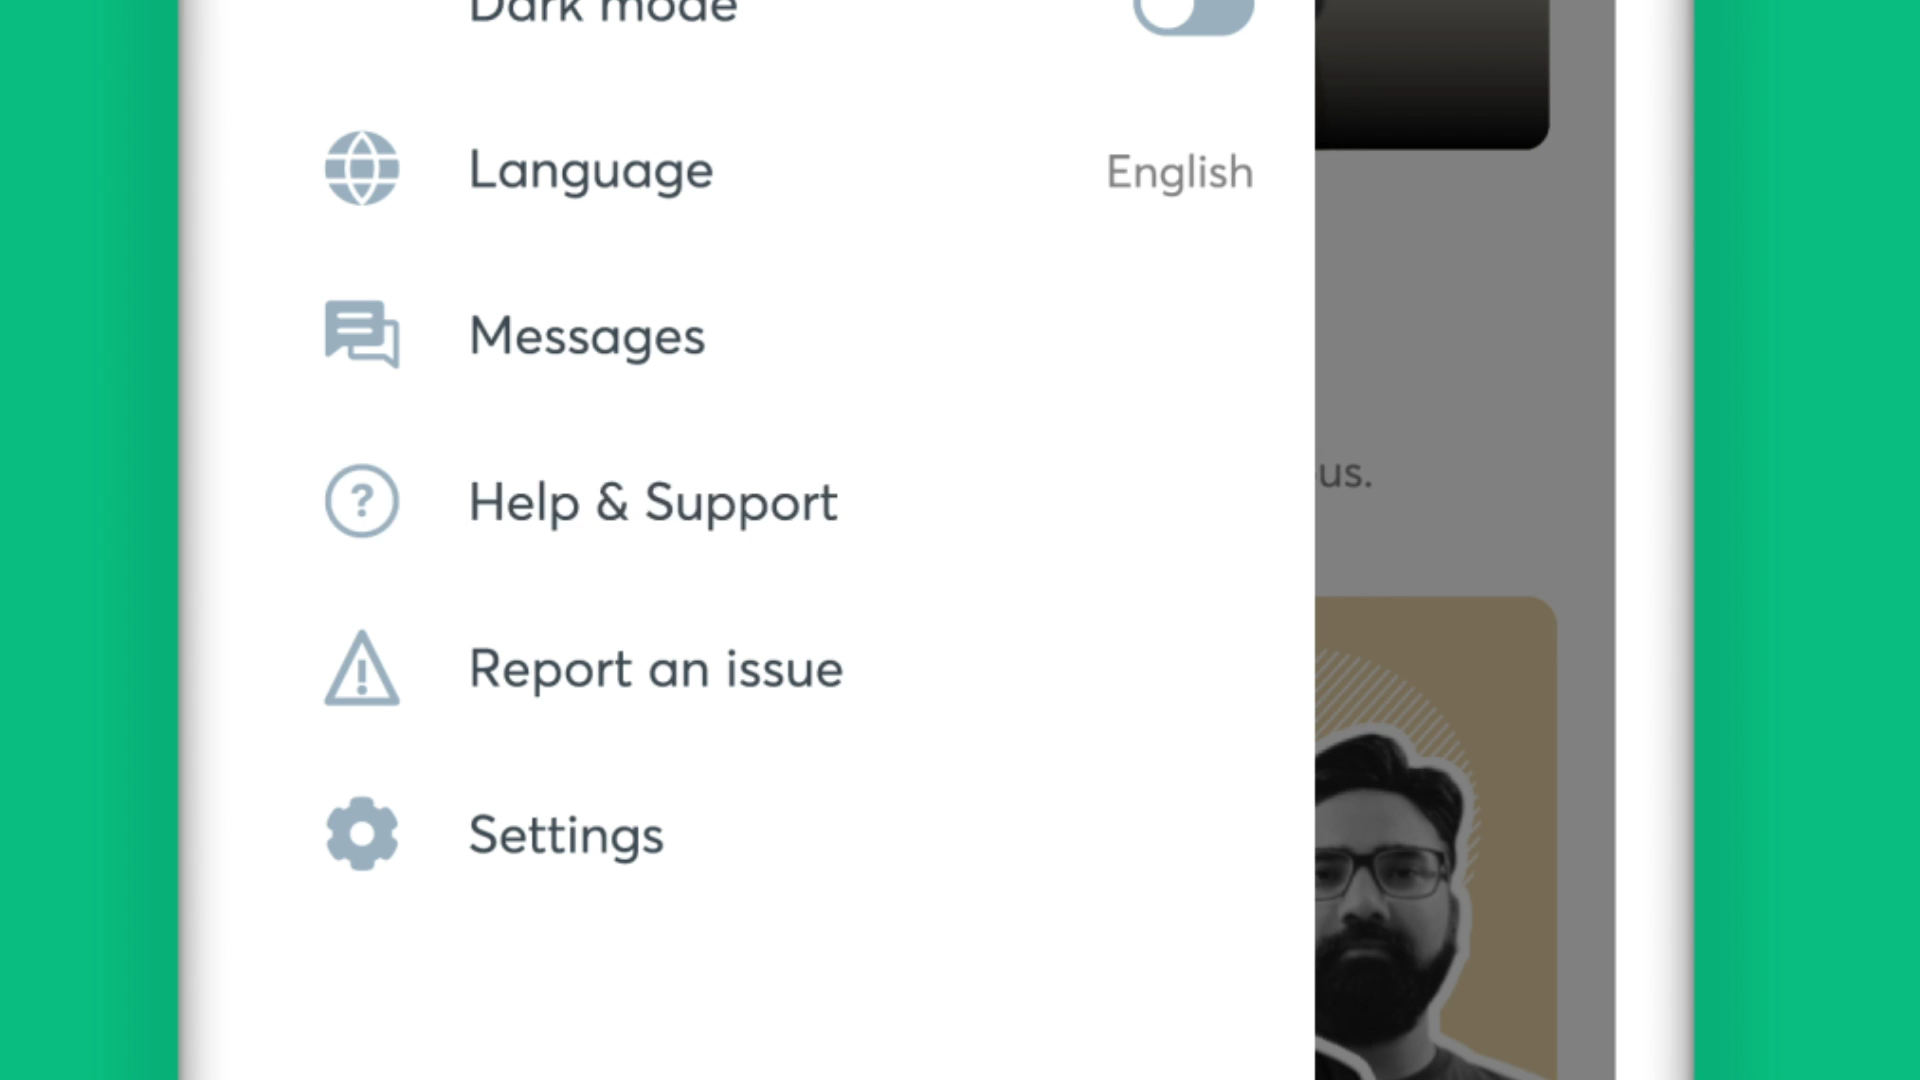 Dark mode
Language English
Messages
Help & Support
Report an issue
Settings
us.